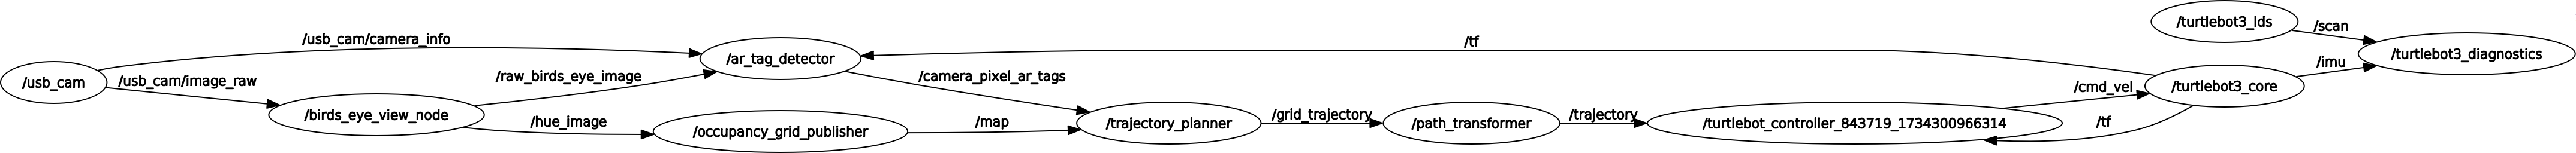 /usb_cam
/usb_cam/camera_info
/usb_cam/image_raw
/birds_eye_view_node
/raw_birds_eye_image
/hue_image
/ar_tag_detector
/occupancy_grid_publisher
/camera_pixel_ar_tags
/map
/trajectory_planner
/grid_trajectory
/path_transformer
/trajectory
/tf
/turtlebot_controller_843719_1734300966314
/cmd_vel
/tf
/turtlebot3_lds
/turtlebot3_core
/scan
/imu
/turtlebot3_diagnostics